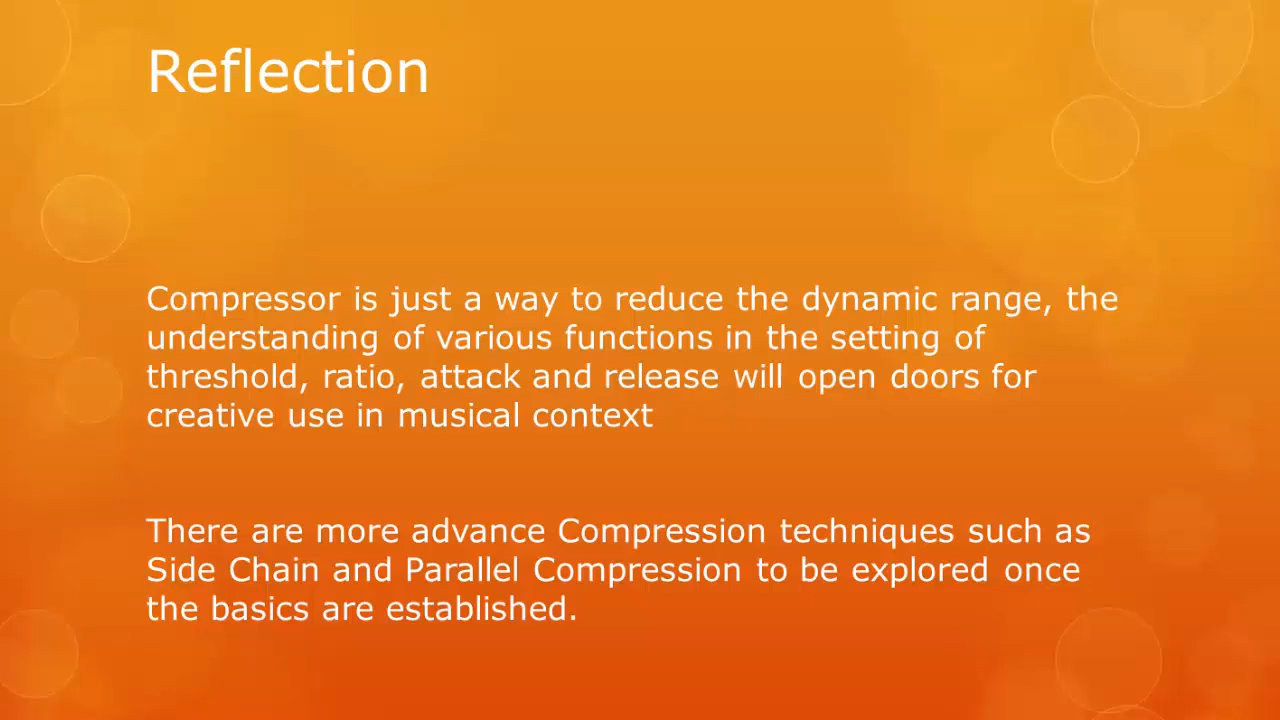 Reflection
Compressor is just a way to reduce the dynamic range, the
understanding of various functions in the setting of
threshold, ratio, attack and release will open doors for
creative use in musical context
There are more advance Compression techniques such as
Side Chain and Parallel Compression to be explored once
the basics are established.